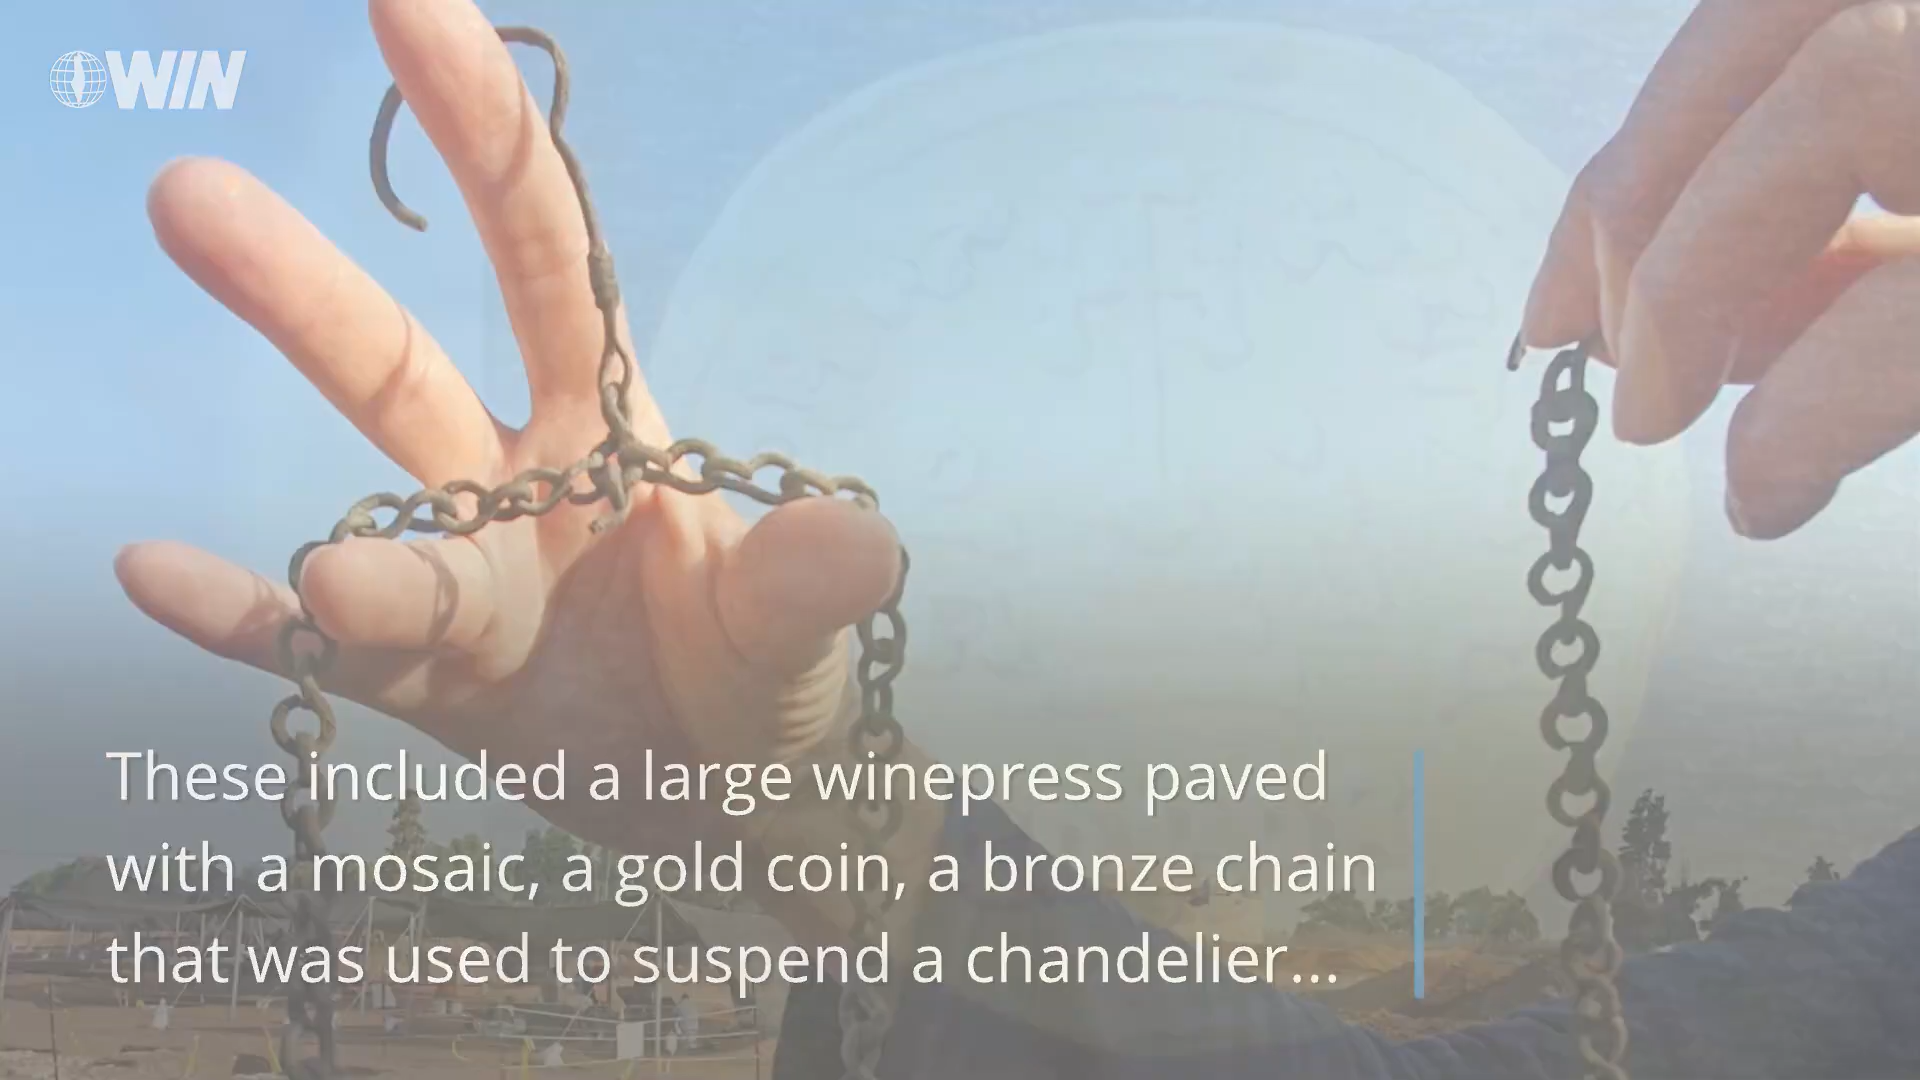 WIN
These included a large winepress paved
with a mosaic, a gold coin, a bronze chain
that was used to suspend a chandelier...